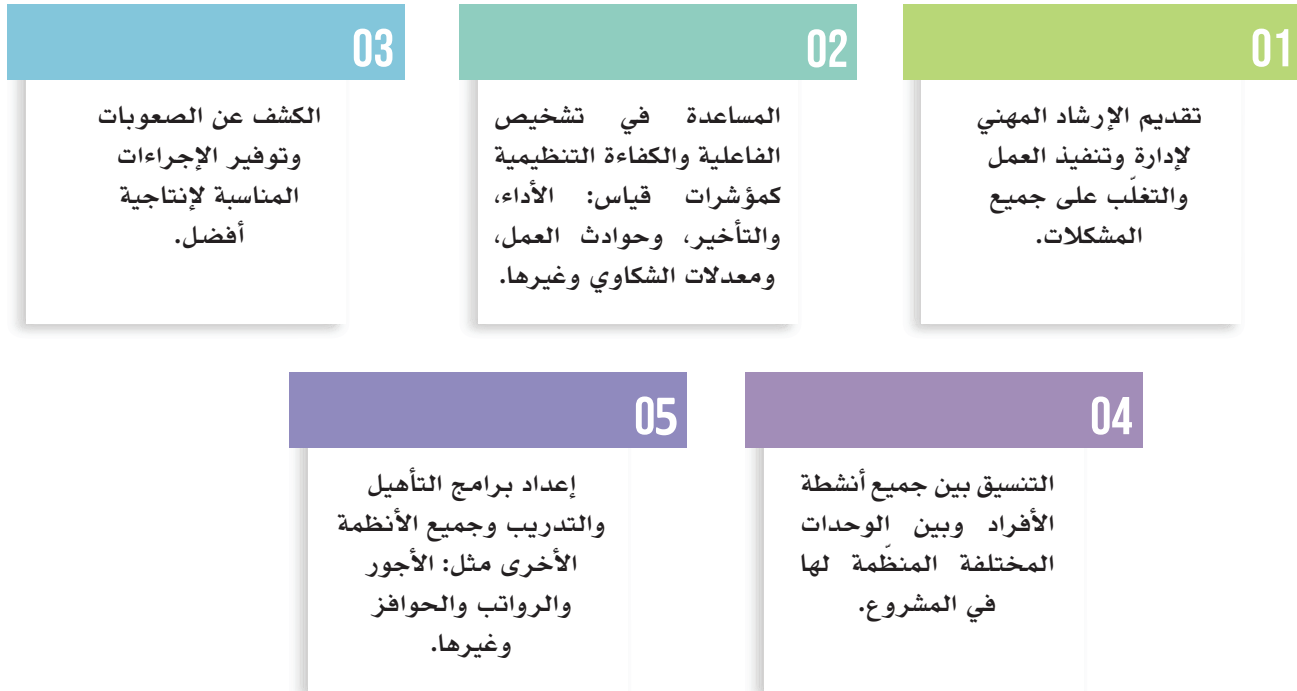 01
تقديم الإرشاد المهني
لإدارة وتنفيذ العمل
والتغلّب على جميع
المشكلات.
02
المساعدة في تشخيص
الفاعلية والكفاءة التنظيمية
كمؤشرات قياس: الأداء،
والتأخير، وحوادث العمل،
ومعدلات الشكاوي وغيرها.
03
الكشف عن الصعوبات
وتوفير الإجراءات
المناسبة لإنتاجية
أفضل.
04
التنسيق بين جميع أنشطة
الأفراد وبين الوحدات
المختلفة المنظّمة لها
في المشروع.
05
إعداد برامج التأهيل
والتدريب وجميع الأنظمة
الأخرى مثل: الأجور
والرواتب والحوافز
وغيرها.